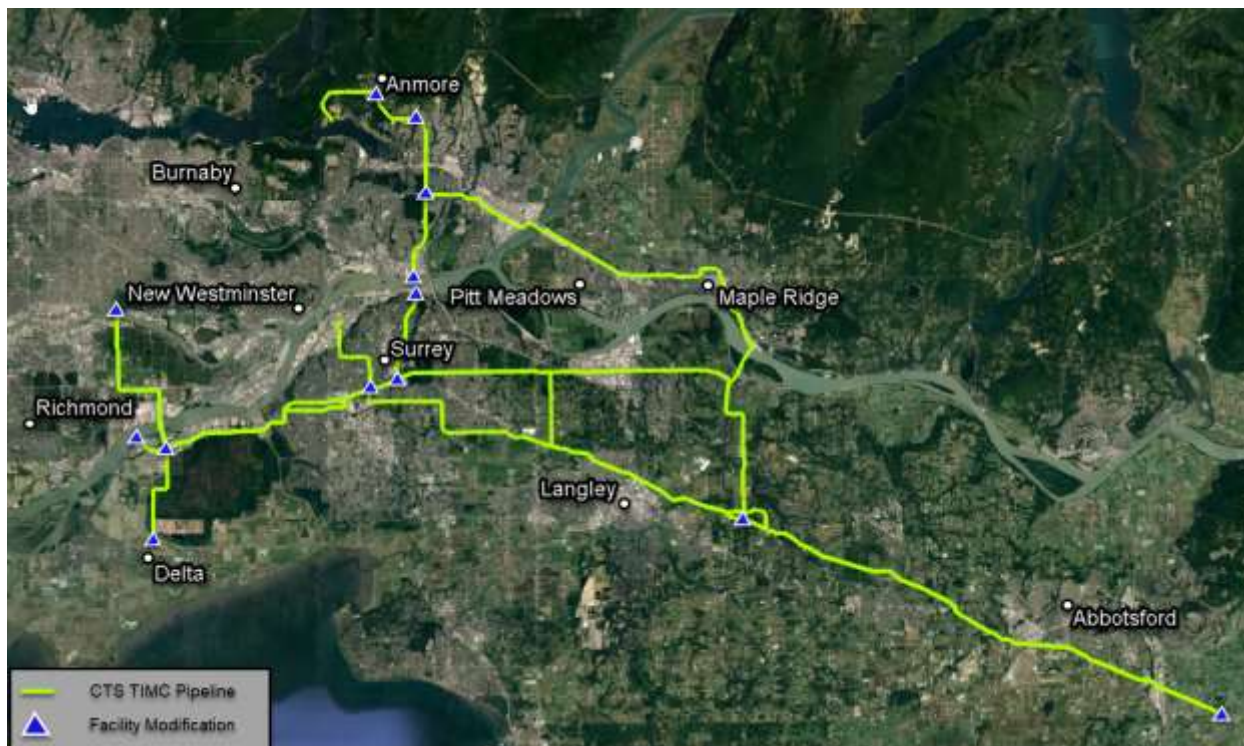 Anmore
Burnaby
New Westminster
Pitt Meadows
Maple Ridge
Surrey
Richmond
Langley
Delta
Abbotsford
CTS TIMC Pipeline
Facility Modification